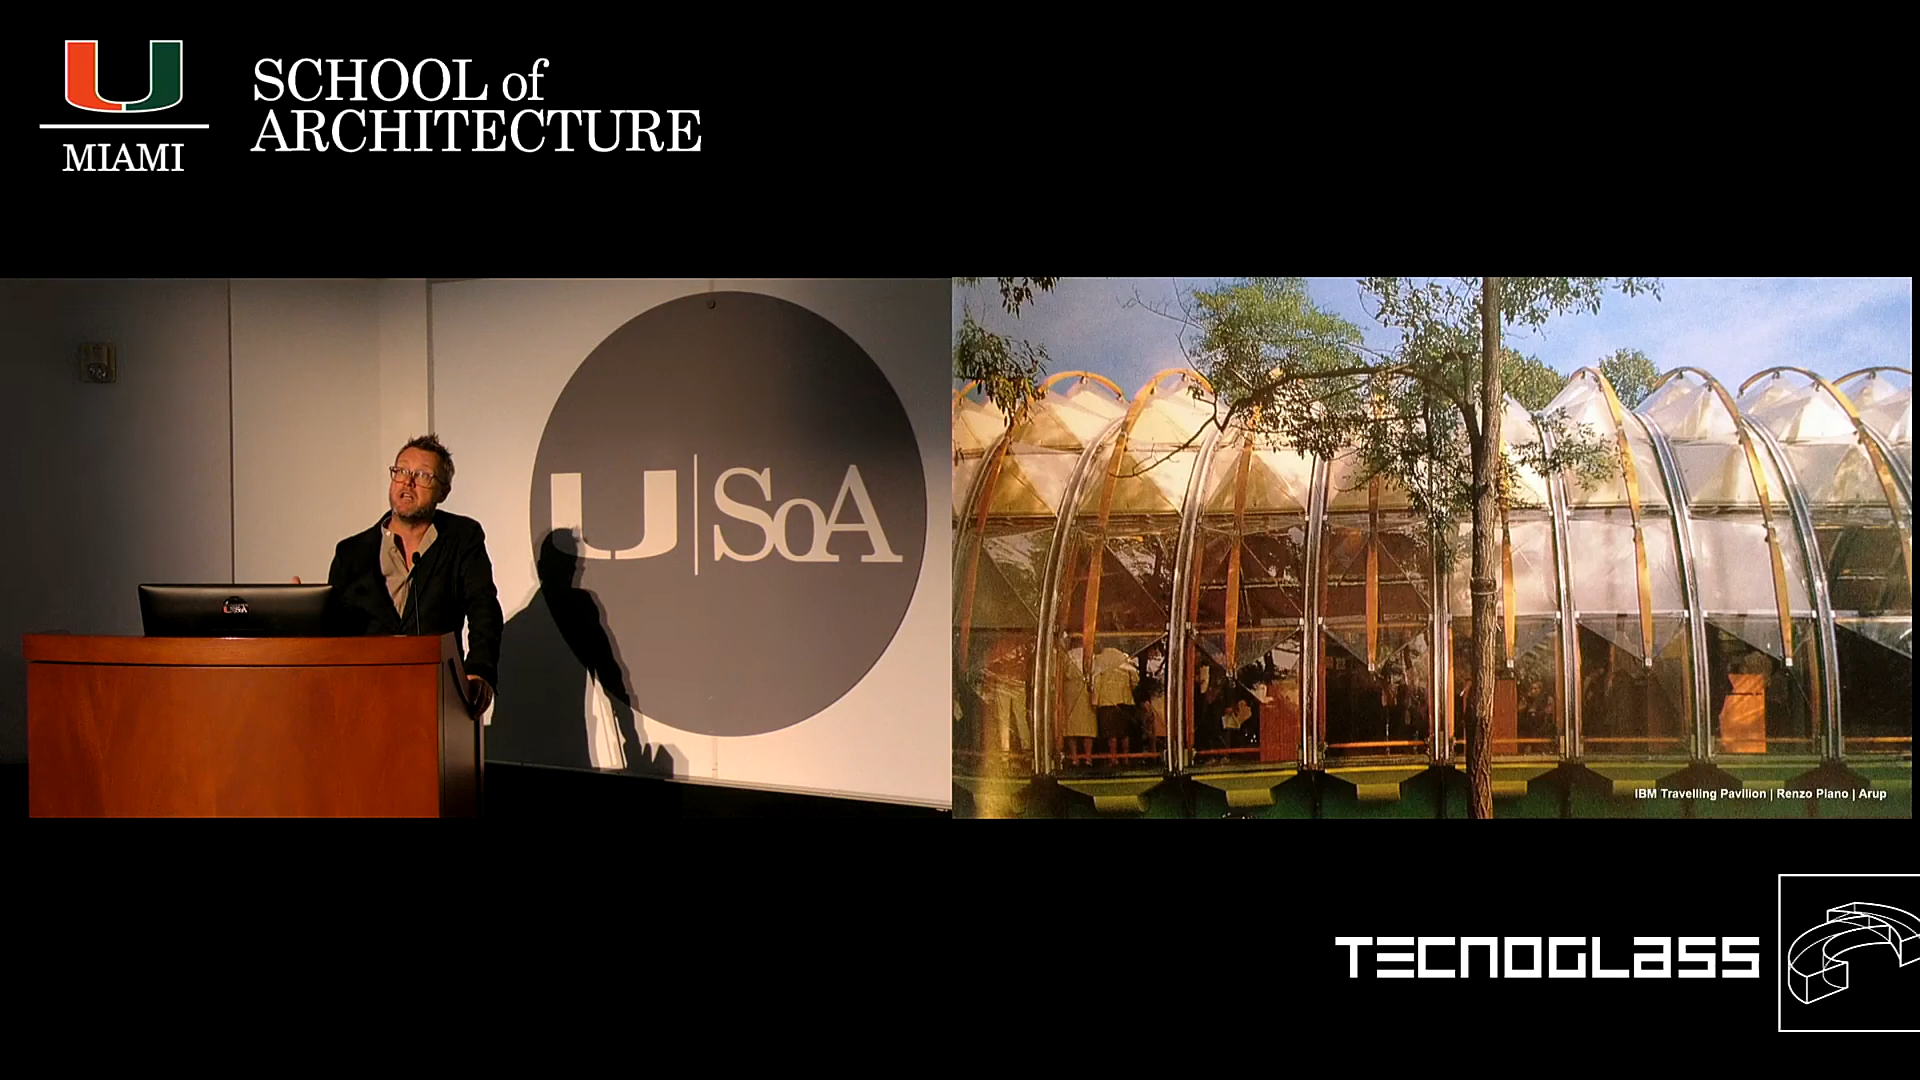 MIAMI
SCHOOL of
ARCHITECTURE
U | SoA
IBM Travelling Pavilion | Renzo Piano | Arup
TECNOGLASS